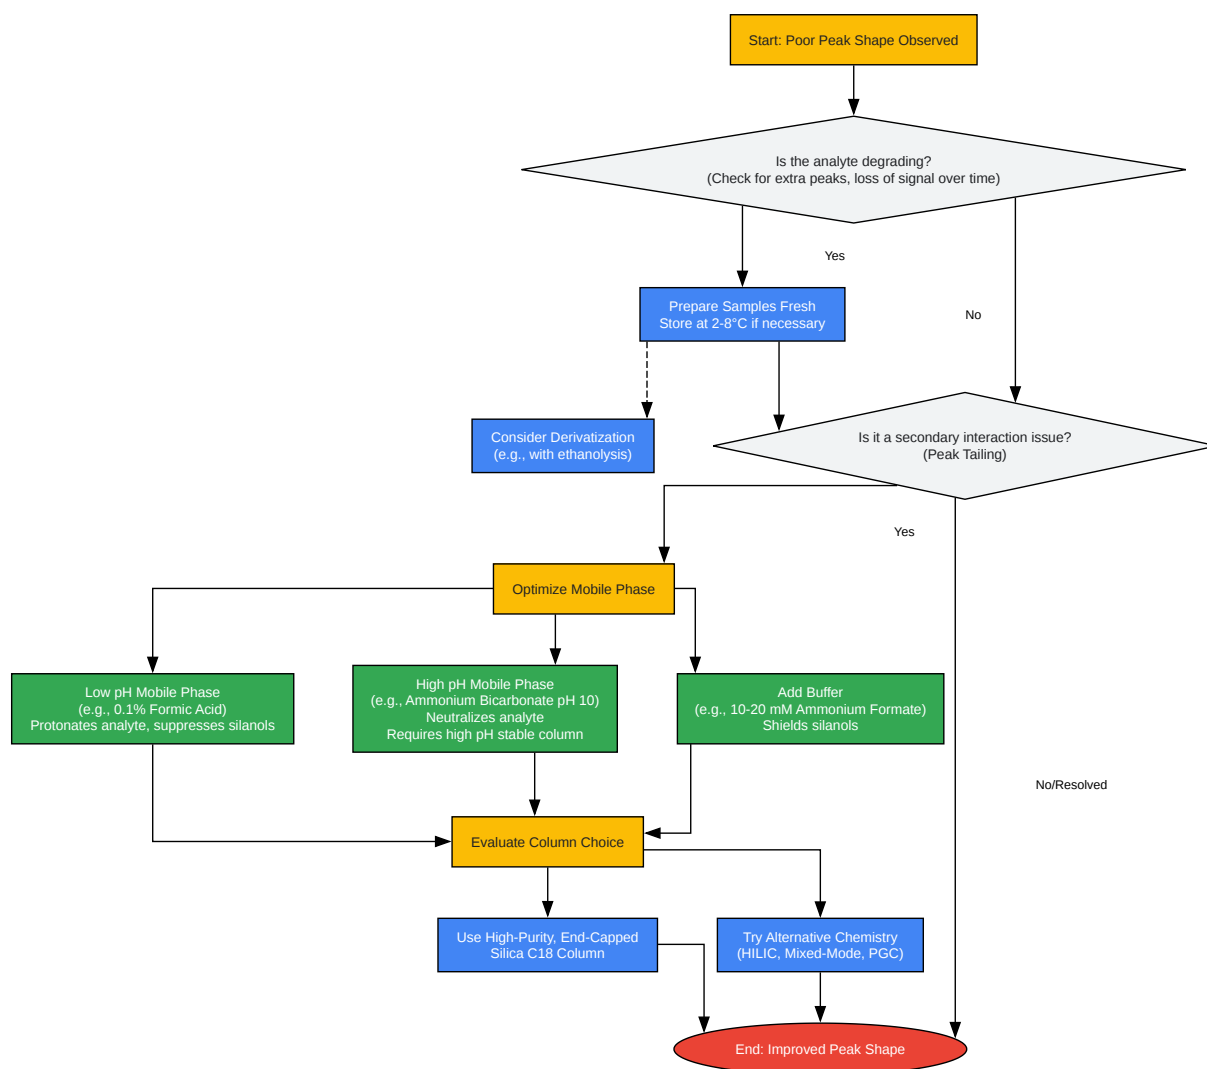 Start: Poor Peak Shape Observed
Is the analyte degrading?
(Check for extra peaks, loss of signal over time)
Yes
No
Prepare Samples Fresh
Store at 2-8°C if necessary
Consider Derivatization
(e.g., with ethanolysis)
Is it a secondary interaction issue?
(Peak Tailing)
Yes
Optimize Mobile Phase
Low pH Mobile Phase
(e.g., 0.1% Formic Acid)
Protonates analyte, suppresses silanols
High pH Mobile Phase
(e.g., Ammonium Bicarbonate pH 10)
Neutralizes analyte
Requires high pH stable column
Add Buffer
(e.g., 10-20 mM Ammonium Formate)
Shields silanols
No/Resolved
Evaluate Column Choice
Use High-Purity, End-Capped
Silica C18 Column
Try Alternative Chemistry
(HILIC, Mixed-Mode, PGC)
End: Improved Peak Shape